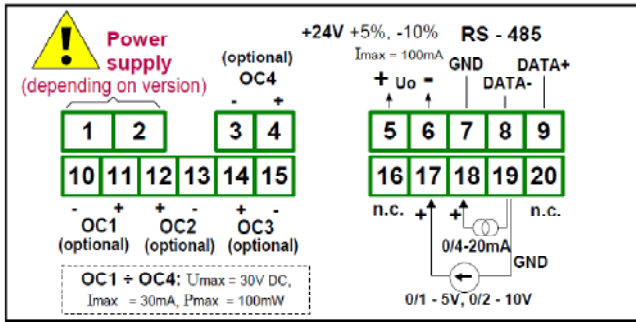 Power
supply
(depending on version)
(optional)
OC4
- +
+24V +5%, -10%
Imax = 100mA
+ Uo -
RS - 485
GND
DATA-
DATA+
1 2 3 4 5 6 7 8 9
10 11 12 13 14 15 16 17 18 19 20
- + + - + -
OC1
(optional)
OC2
(optional)
OC3
(optional)
n.c. + + n.c.
0/4-20mA
GND
0/1 - 5V, 0/2 - 10V
OC1 ÷ OC4: Umax = 30V DC,
Imax = 30mA, Pmax = 100mW